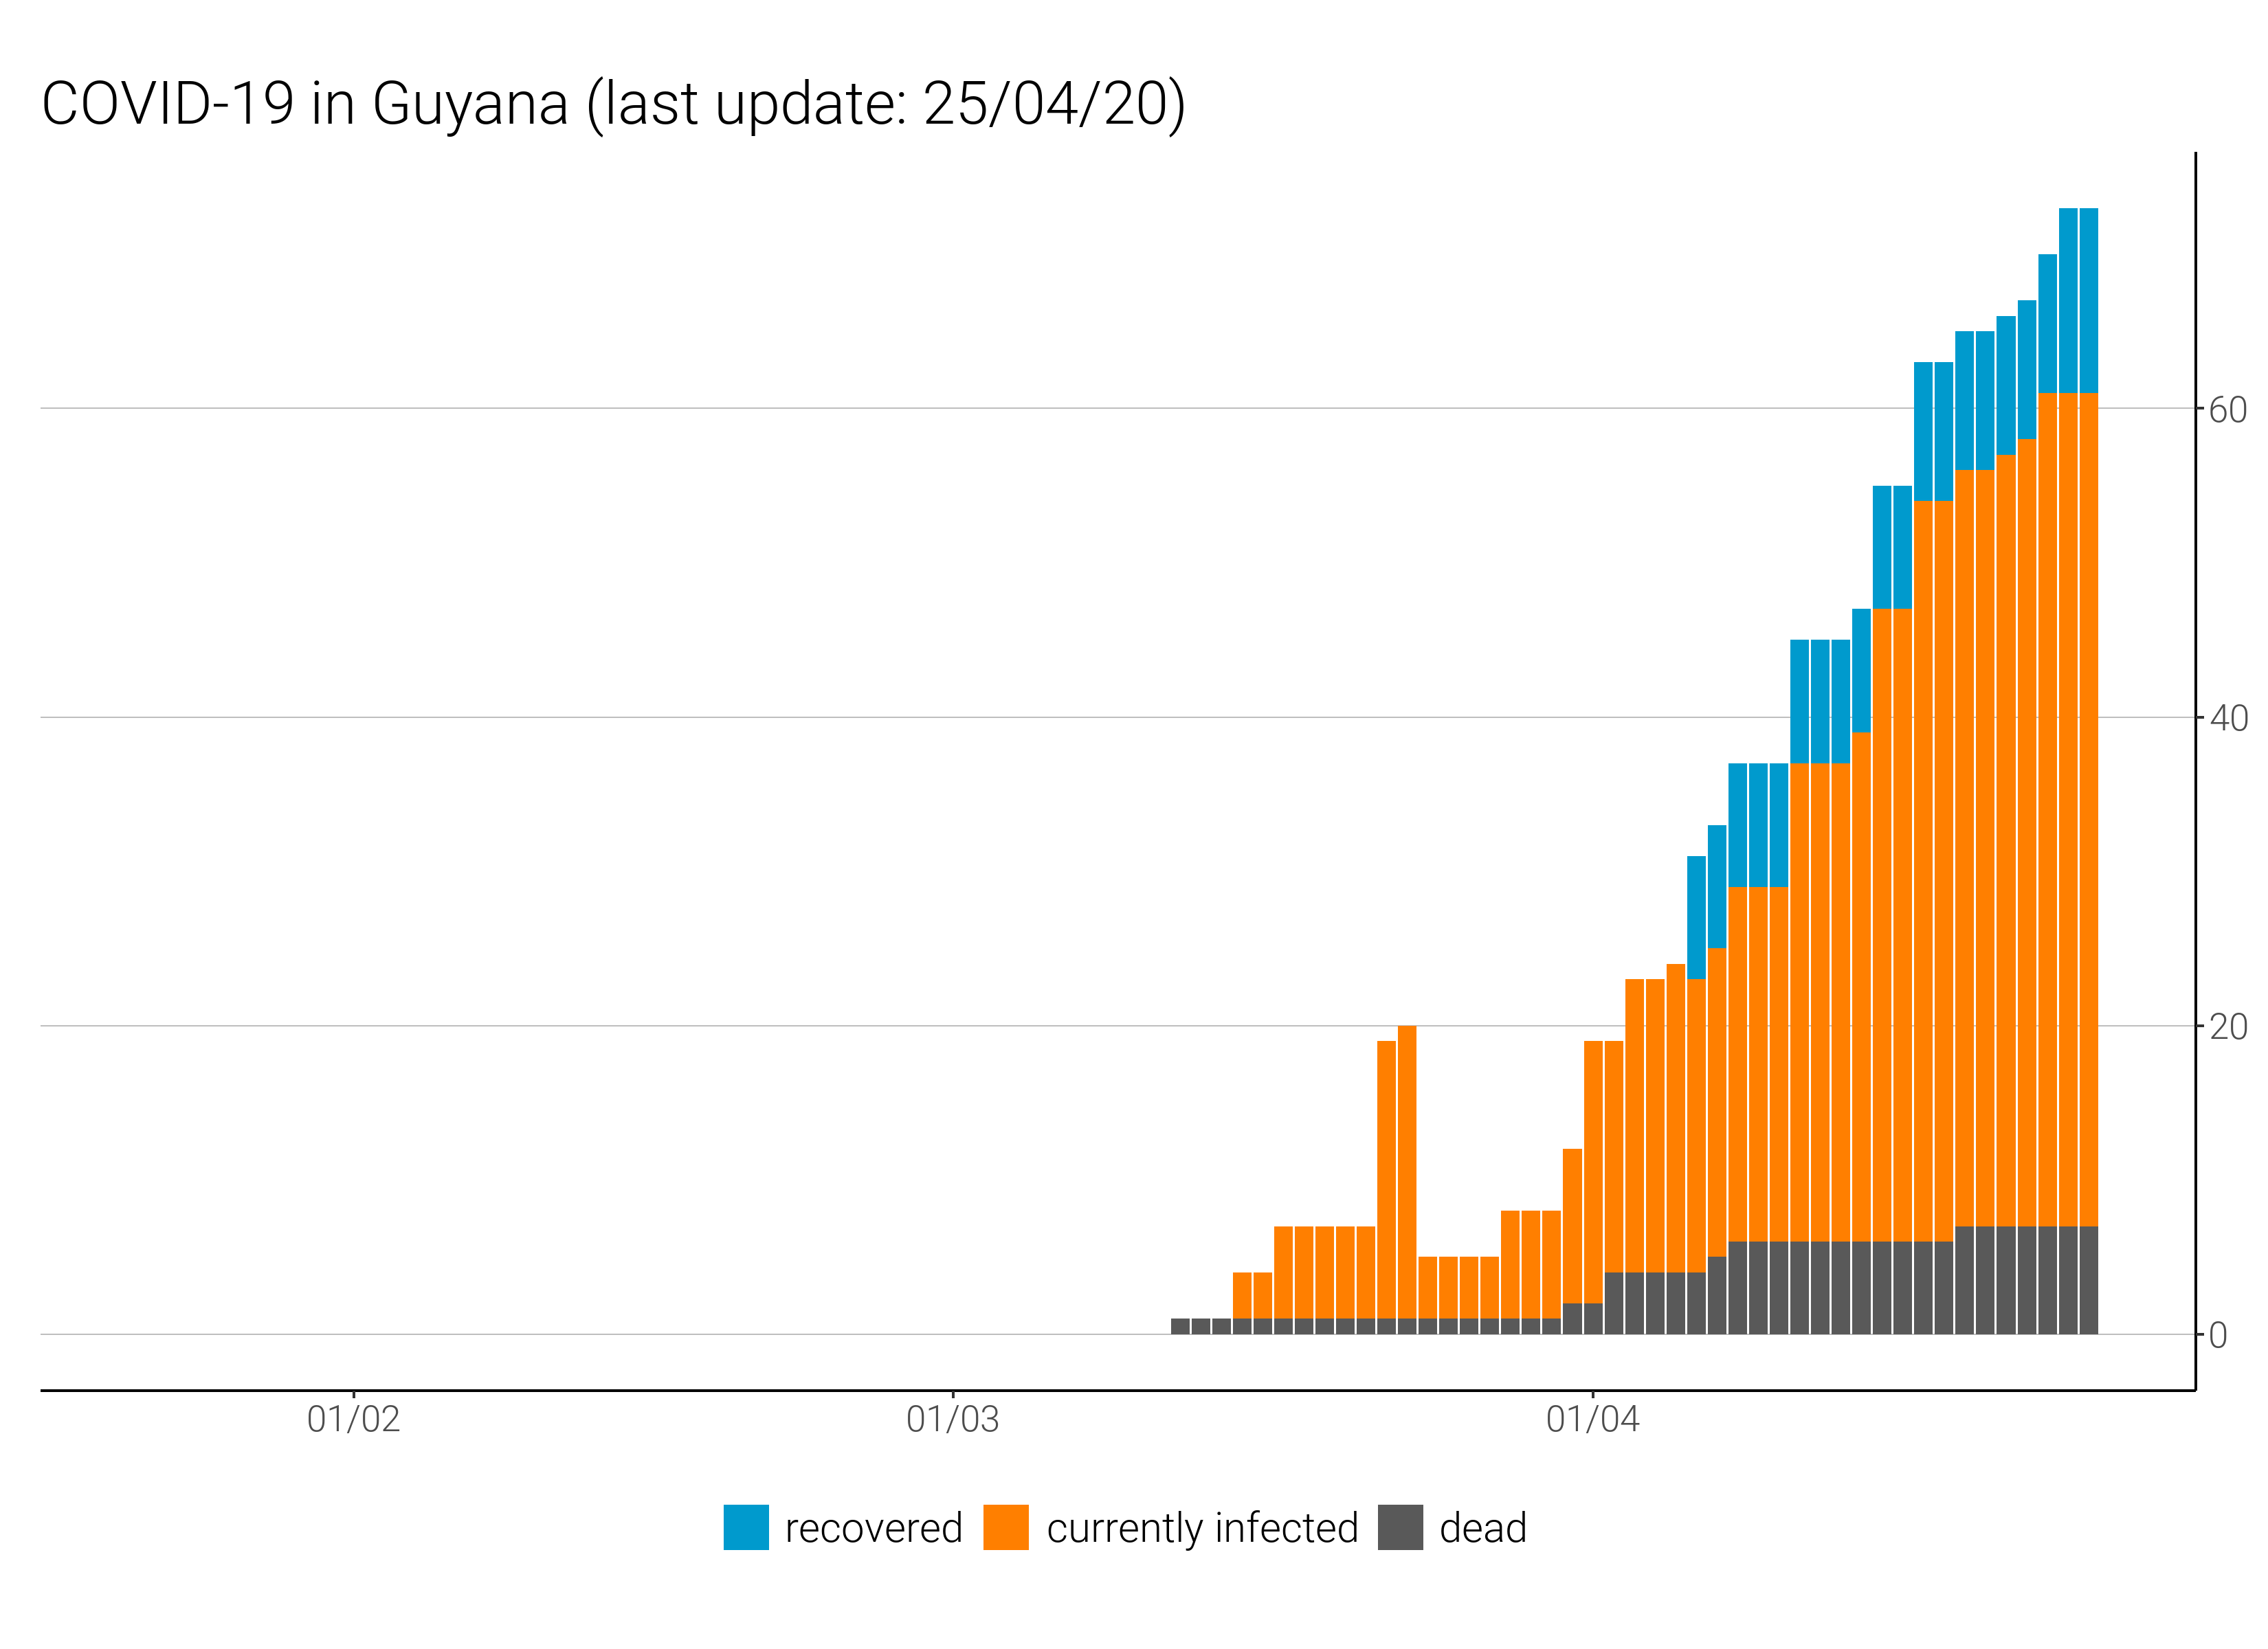 COVID-19 in Guyana (last update: 25/04/20)
60
40
20
0
01/02 01/03 01/04
recovered currently infected dead